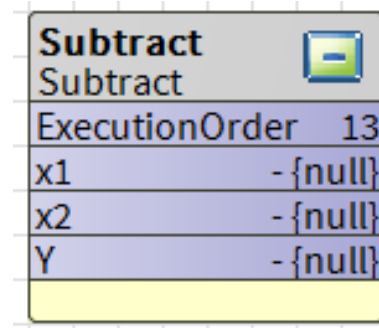 Subtract
Subtract
ExecutionOrder 13
x1 - {null}
x2 - {null}
Y - {null}